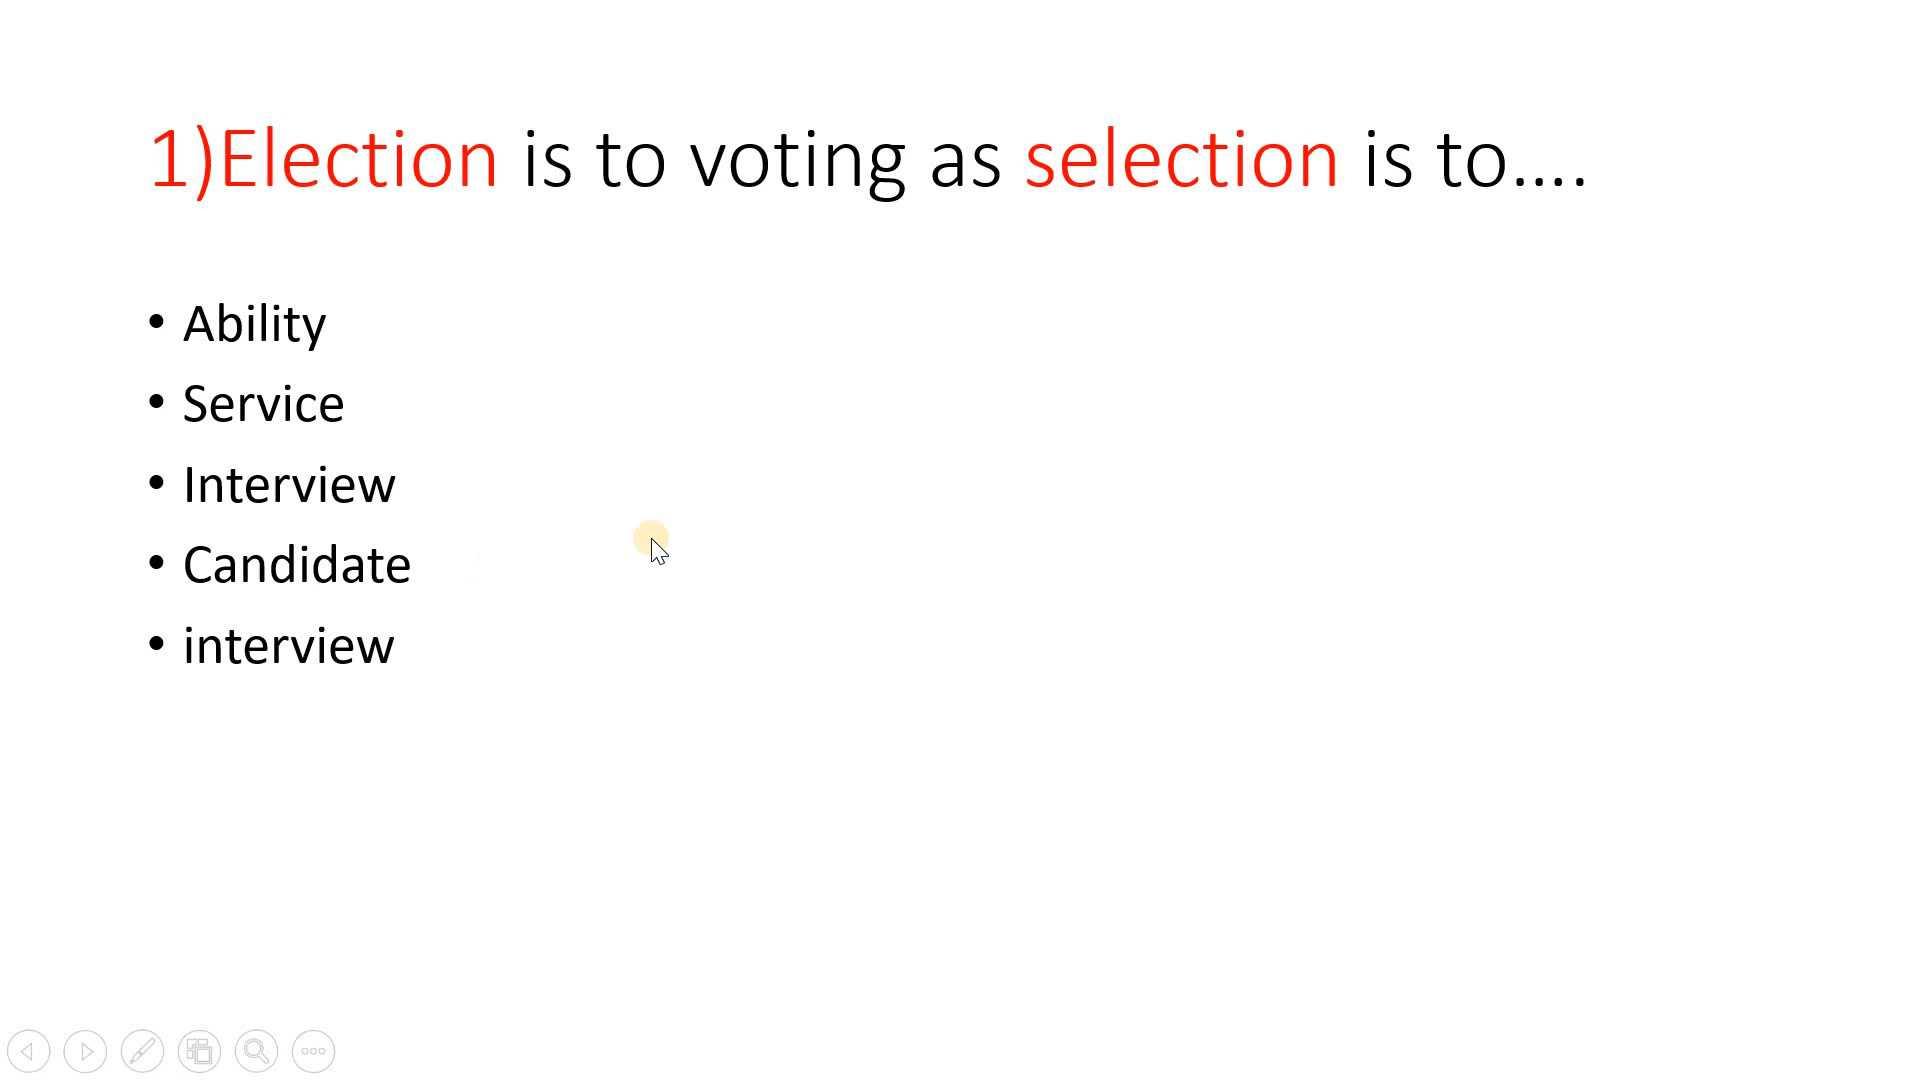 1)Election is to voting as selection is to....
• Ability
• Service
• Interview
• Candidate
• interview